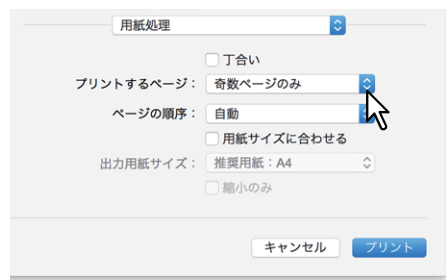 用紙処理
丁合い
プリントするページ： 奇数ページのみ
ページの順序： 自動
用紙サイズに合わせる
出力用紙サイズ： 推奨用紙：A4
縮小のみ
キャンセル プリント